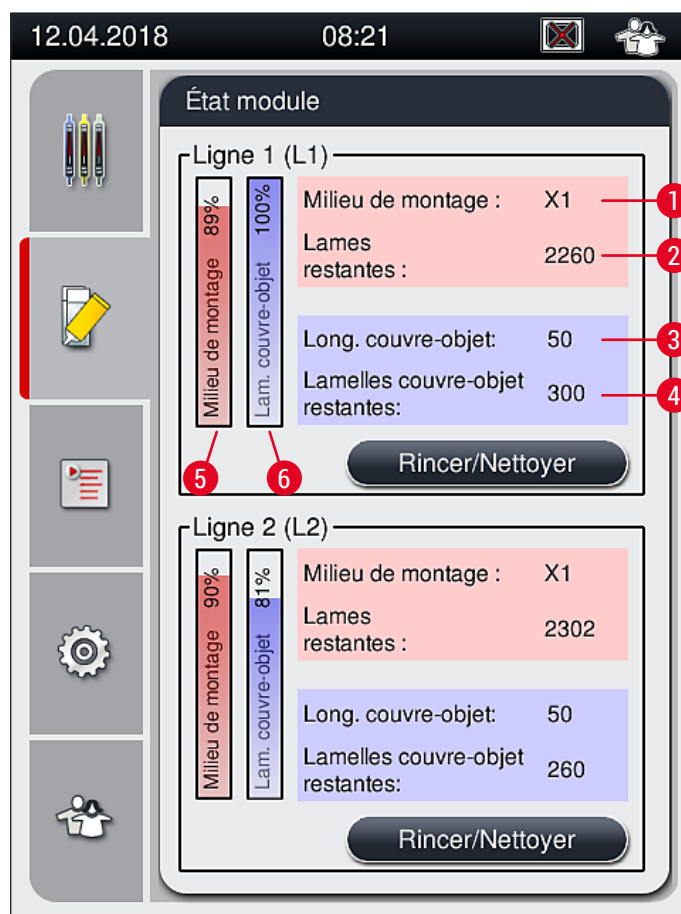 12.04.2018 08:21
État module
Ligne 1 (L1)
Milieu de montage 89%
Lam. couvre-objet 100%
Milieu de montage : X1
1
Lames
restantes : 2260
2
Long. couvre-objet: 50
3
Lamelles couvre-objet
restantes: 300
4
5
6
Rincer/Nettoyer
Ligne 2 (L2)
Milieu de montage 90%
Lam. couvre-objet 81%
Milieu de montage : X1
Lames
restantes : 2302
Long. couvre-objet: 50
Lamelles couvre-objet
restantes: 260
Rincer/Nettoyer